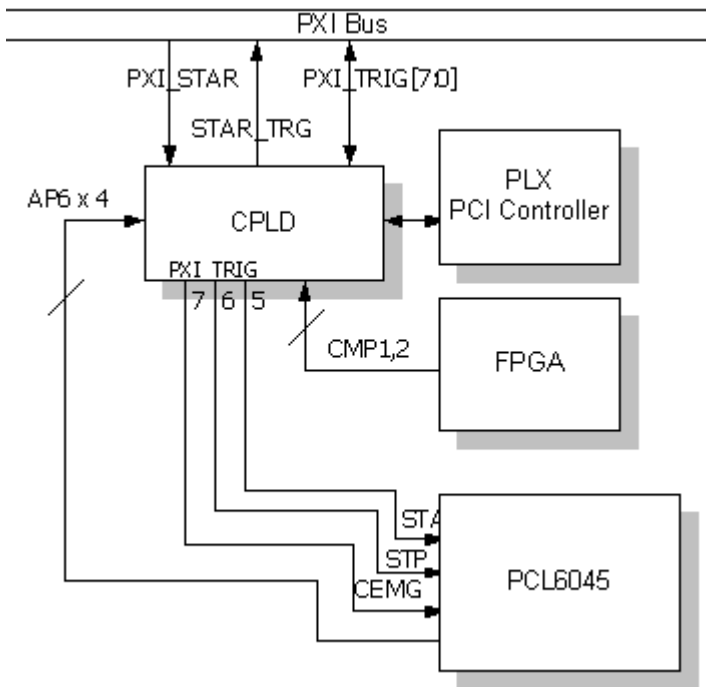 PXI Bus
PXI_STAR
PXI_TRIG[7:0]
STAR_TRG
PLX
PCI Controller
AP6 x 4
CPLD
PXI TRIG
7 6 5
CMP1,2
FPGA
STA
STP
CEMG
PCL6045